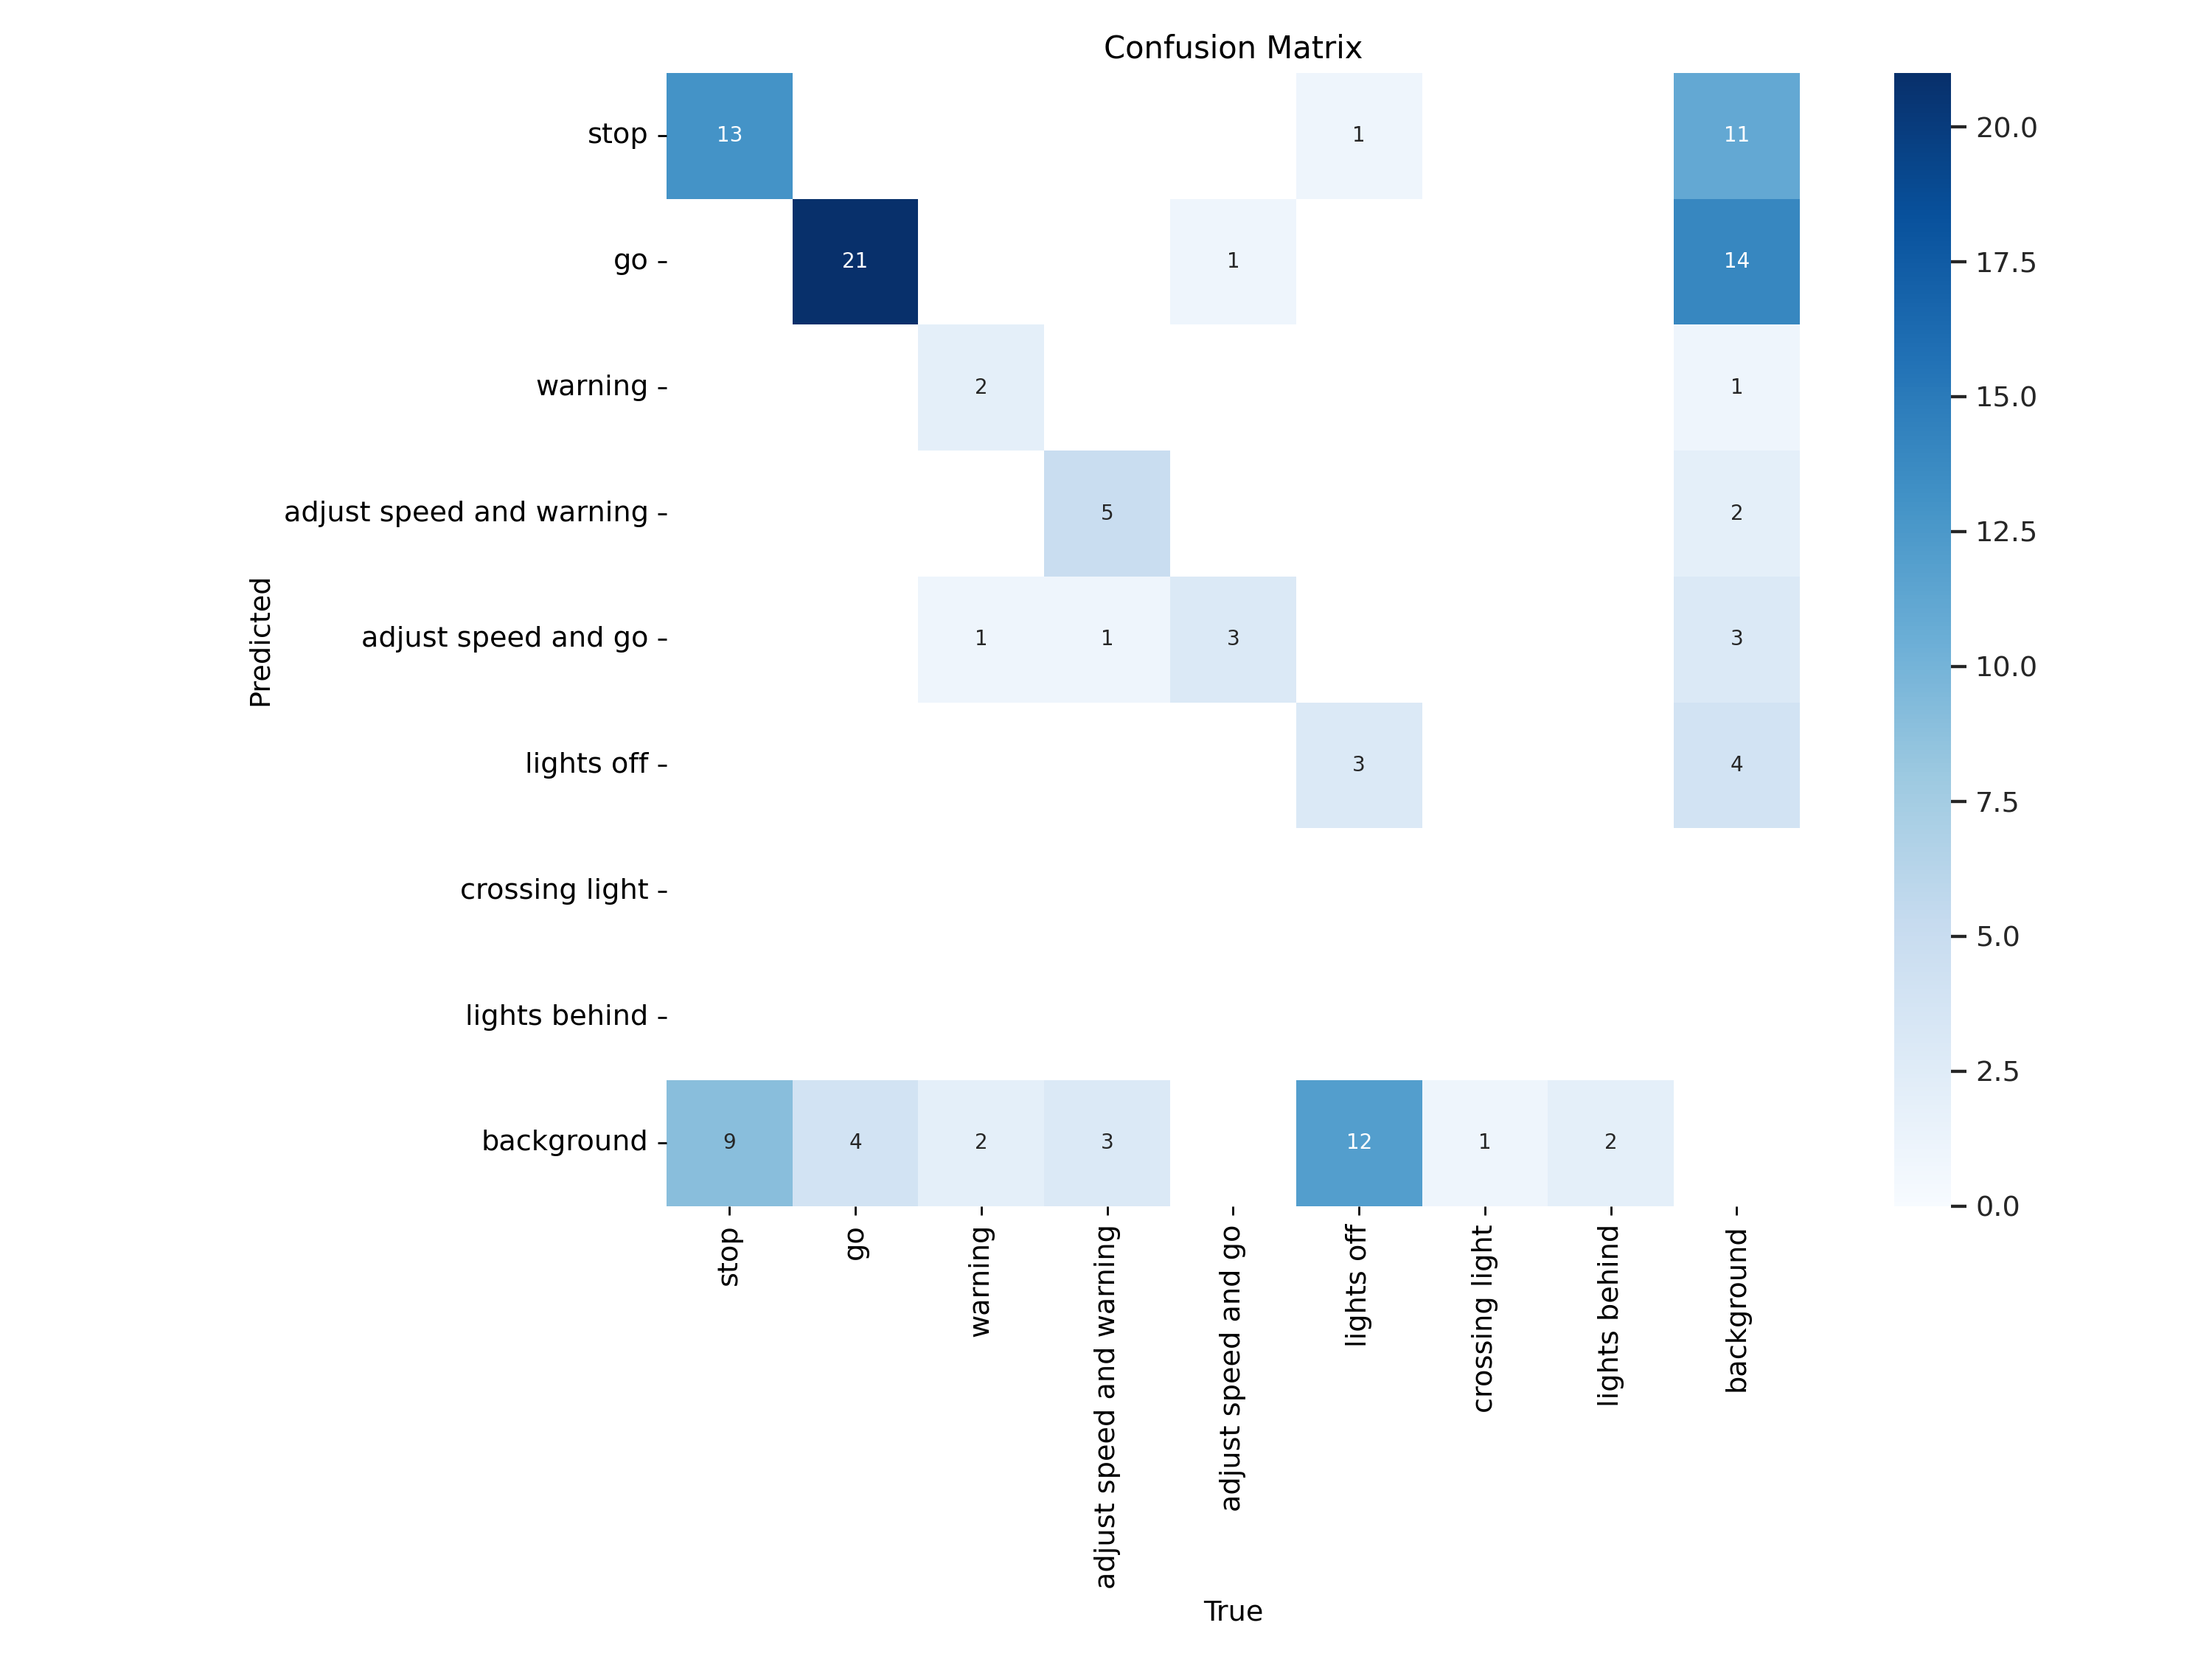 Confusion Matrix
stop
13
1
11
20.0
go
21
1
14
17.5
warning
2
1
15.0
adjust speed and warning
5
2
12.5
Predicted
adjust speed and go
1
1
3
3
10.0
lights off
3
4
7.5
crossing light
5.0
lights behind
2.5
background
9
4
2
3
12
1
2
0.0
stop
go
warning
adjust speed and warning
adjust speed and go
lights off
crossing light
lights behind
background
True